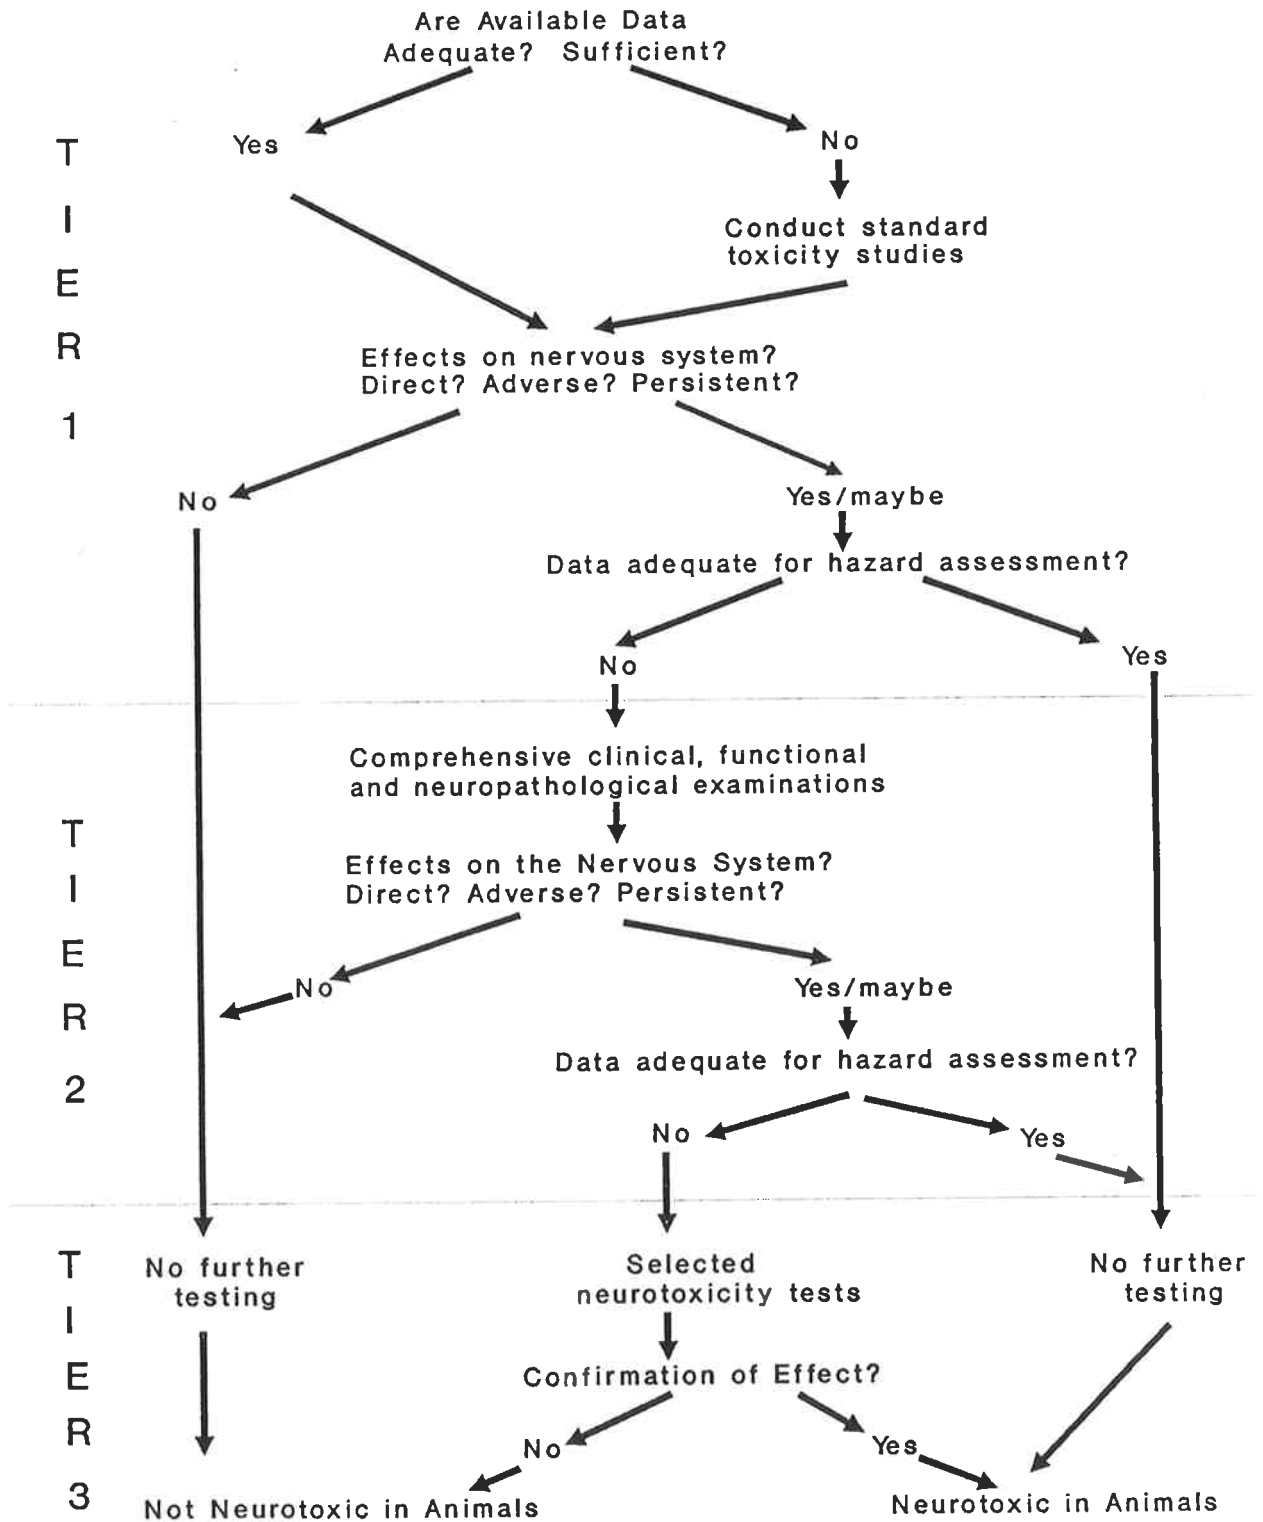 Are Available Data
Adequate? Sufficient?
Yes
No
Conduct standard
toxicity studies
Effects on nervous system?
Direct? Adverse? Persistent?
No
Yes/maybe
Data adequate for hazard assessment?
No
Yes
TIER 1
Comprehensive clinical, functional
and neuropathological examinations
Effects on the Nervous System?
Direct? Adverse? Persistent?
No
Yes/maybe
Data adequate for hazard assessment?
No
Yes
TIER 2
No further
testing
Selected
neurotoxicity tests
No further
testing
Confirmation of Effect?
No
Yes
Not Neurotoxic in Animals
Neurotoxic in Animals
TIER 3